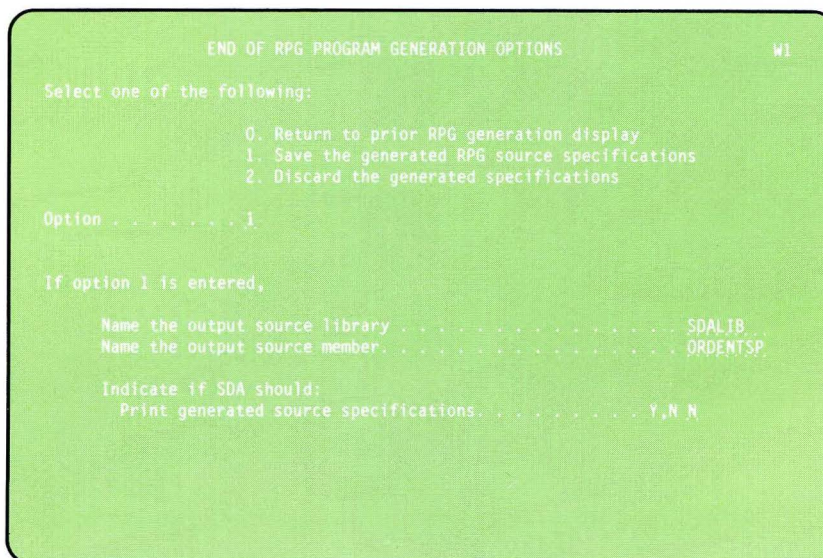 END OF RPG PROGRAM GENERATION OPTIONS W1
Select one of the following:
0. Return to prior RPG generation display
1. Save the generated RPG source specifications
2. Discard the generated specifications
Option . . . . . . . 1
If option 1 is entered,
Name the output source library . . . . . . . . . . . . . . . . SDALIB
Name the output source member. . . . . . . . . . . . . . . . . ORDENTSP
Indicate if SDA should:
Print generated source specifications. . . . . . . . . . Y,N N